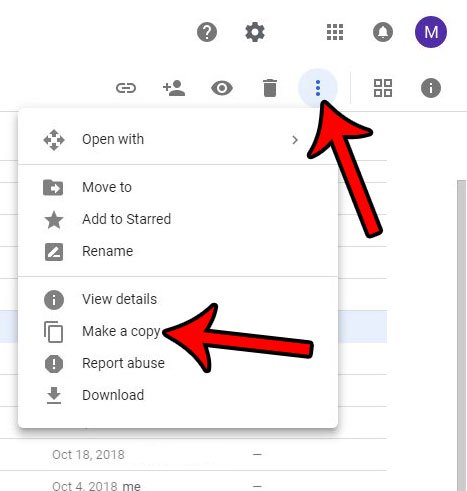 M
Open with
Move to
Add to Starred
Rename
View details
Make a copy
Report abuse
Download
Oct 18, 2018 —
Oct 4, 2018 me —